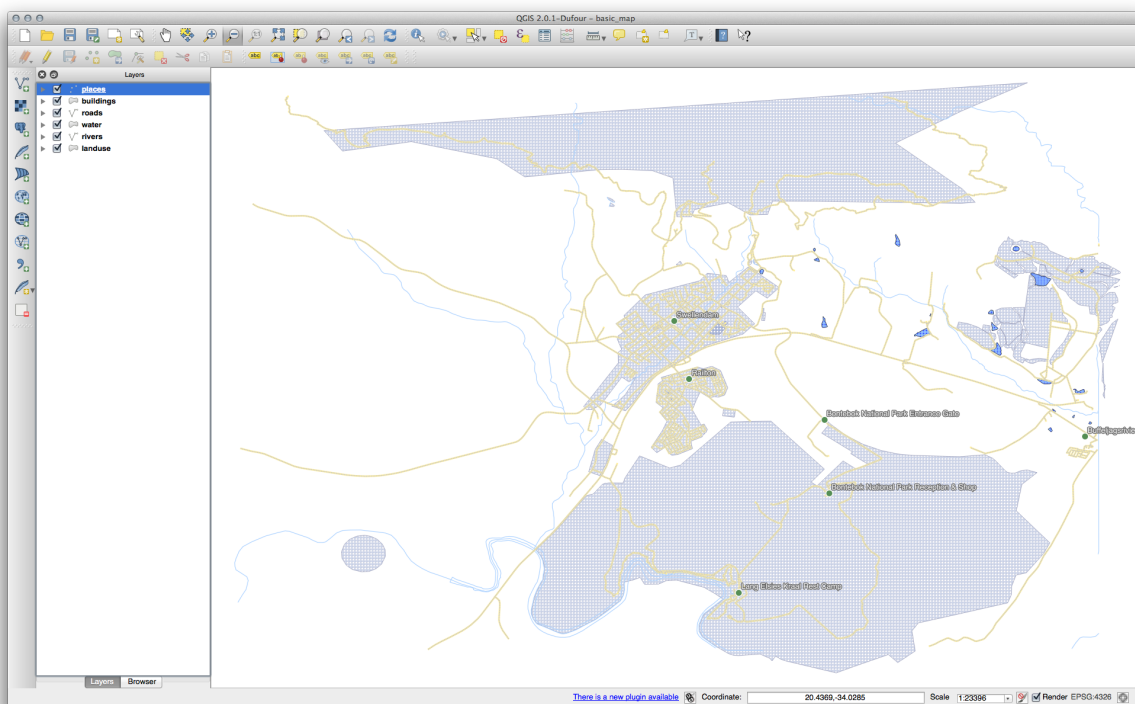 QGIS 2.0.1-Dufour - basic_map
Layers
places
buildings
roads
water
rivers
landuse
Swellendam
Railton
Bontebok National Park Entrance Gate
Bontebok National Park Reception & Shop
Lang Elsies Kraal Rest Camp
Layers
Browser
There is a new plugin available
Coordinate:
20.4369,-34.0285
Scale
1:23396
Render
EPSG:4326